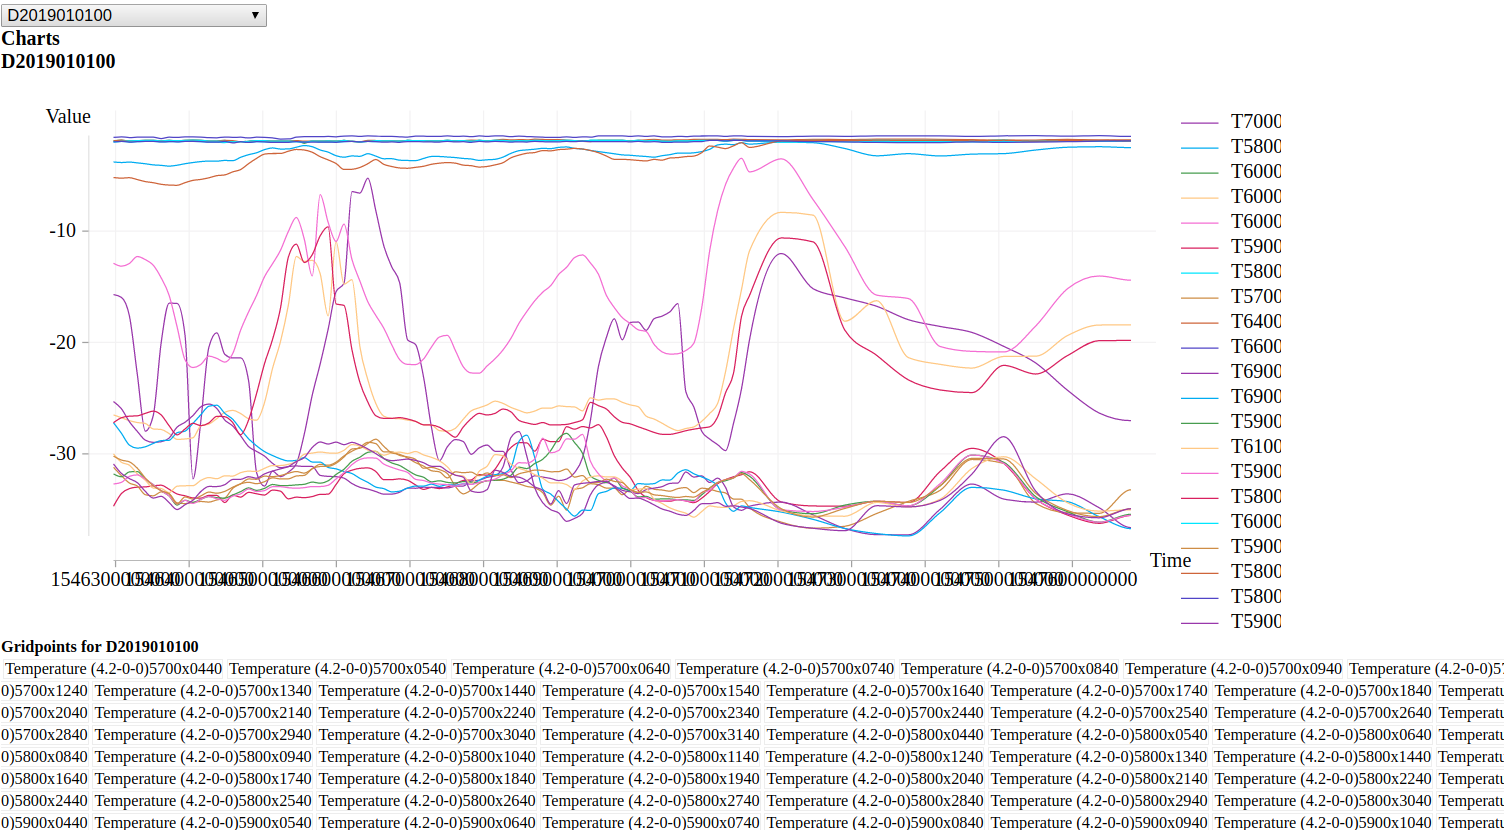 D2019010100
Charts
D2019010100
Value
-10
-20
-30
Time
T7000
T5800
T6000
T6000
T6000
T5900
T5800
T5700
T6400
T6600
T6900
T6900
T5900
T6100
T5900
T5800
T6000
T5900
T5800
T5800
T5900
Gridpoints for D2019010100
Temperature (4.2-0-0)5700x0440 Temperature (4.2-0-0)5700x0540 Temperature (4.2-0-0)5700x0640 Temperature (4.2-0-0)5700x0740 Temperature (4.2-0-0)5700x0840 Temperature (4.2-0-0)5700x0940 Temperature (4.2-0-0)57
0)5700x1240 Temperature (4.2-0-0)5700x1340 Temperature (4.2-0-0)5700x1440 Temperature (4.2-0-0)5700x1540 Temperature (4.2-0-0)5700x1640 Temperature (4.2-0-0)5700x1740 Temperature (4.2-0-0)5700x1840 Temperatu
0)5700x2040 Temperature (4.2-0-0)5700x2140 Temperature (4.2-0-0)5700x2240 Temperature (4.2-0-0)5700x2340 Temperature (4.2-0-0)5700x2440 Temperature (4.2-0-0)5700x2540 Temperature (4.2-0-0)5700x2640 Temperatu
0)5700x2840 Temperature (4.2-0-0)5700x2940 Temperature (4.2-0-0)5700x3040 Temperature (4.2-0-0)5700x3140 Temperature (4.2-0-0)5800x0440 Temperature (4.2-0-0)5800x0540 Temperature (4.2-0-0)5800x0640 Temperatu
0)5800x0840 Temperature (4.2-0-0)5800x0940 Temperature (4.2-0-0)5800x1040 Temperature (4.2-0-0)5800x1140 Temperature (4.2-0-0)5800x1240 Temperature (4.2-0-0)5800x1340 Temperature (4.2-0-0)5800x1440 Temperatu
0)5800x1640 Temperature (4.2-0-0)5800x1740 Temperature (4.2-0-0)5800x1840 Temperature (4.2-0-0)5800x1940 Temperature (4.2-0-0)5800x2040 Temperature (4.2-0-0)5800x2140 Temperature (4.2-0-0)5800x2240 Temperatu
0)5800x2440 Temperature (4.2-0-0)5800x2540 Temperature (4.2-0-0)5800x2640 Temperature (4.2-0-0)5800x2740 Temperature (4.2-0-0)5800x2840 Temperature (4.2-0-0)5800x2940 Temperature (4.2-0-0)5800x3040 Temperatu
0)5900x0440 Temperature (4.2-0-0)5900x0540 Temperature (4.2-0-0)5900x0640 Temperature (4.2-0-0)5900x0740 Temperature (4.2-0-0)5900x0840 Temperature (4.2-0-0)5900x0940 Temperature (4.2-0-0)5900x1040 Temperatu